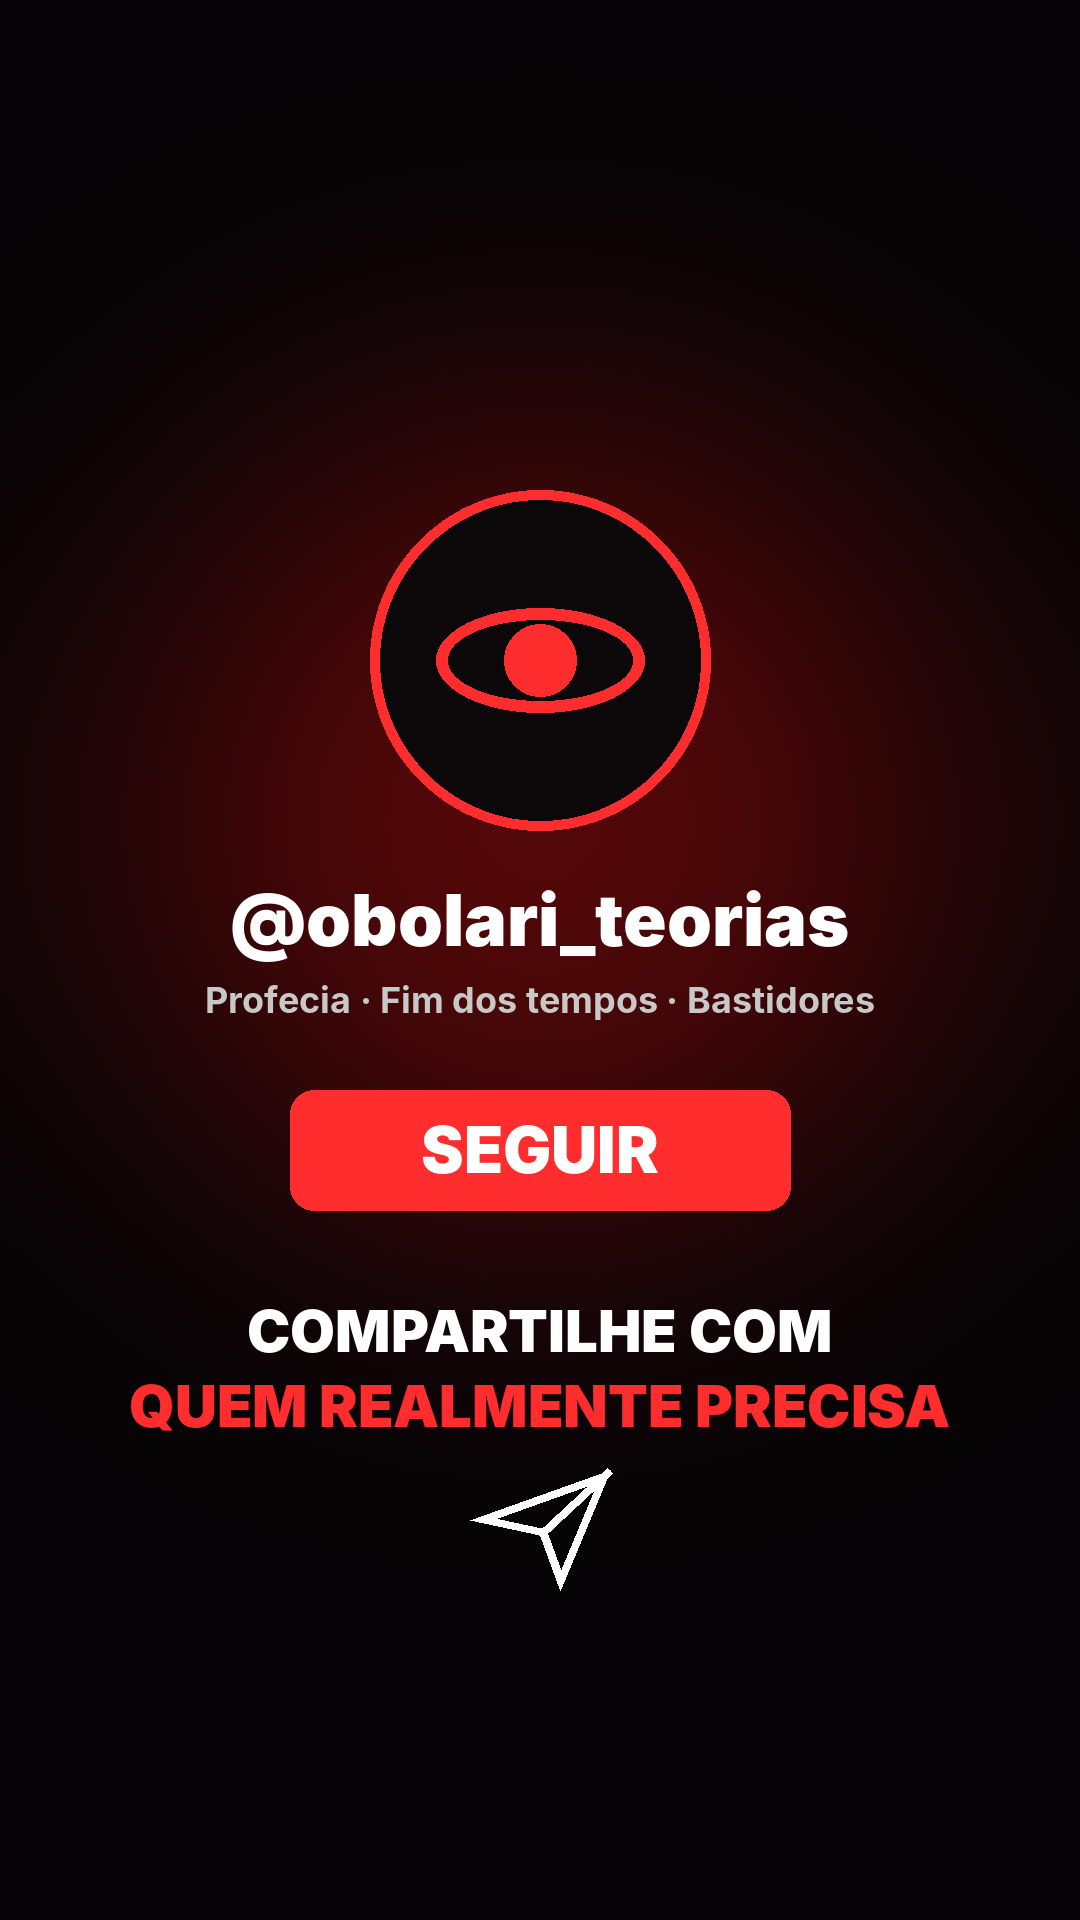 @obolari_teorias
Profecia · Fim dos tempos · Bastidores
SEGUIR
COMPARTILHE COM
QUEM REALMENTE PRECISA